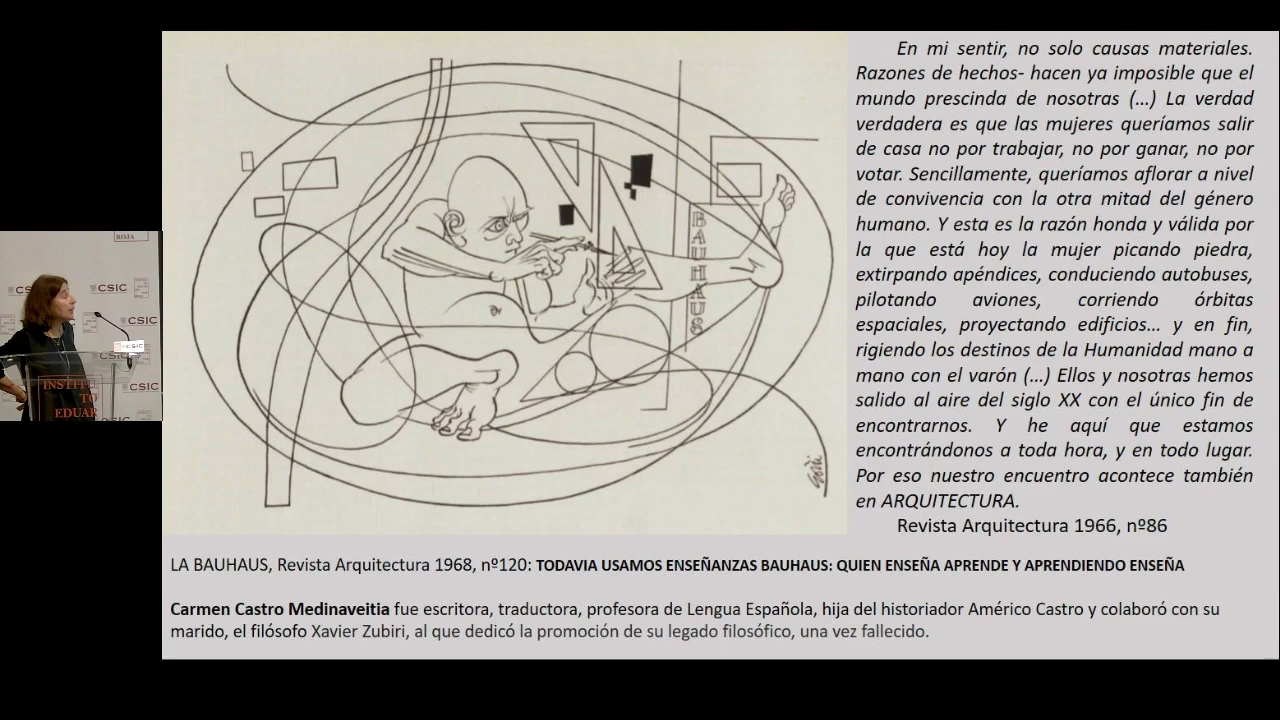 En mi sentir, no solo causas materiales.
Razones de hechos- hacen ya imposible que el
mundo prescinda de nosotras (...) La verdad
verdadera es que las mujeres queríamos salir
de casa no por trabajar, no por ganar, no por
votar. Sencillamente, queríamos aflorar a nivel
de convivencia con la otra mitad del género
humano. Y esta es la razón honda y válida por
la que está hoy la mujer picando piedra,
extirpando apéndices, conduciendo autobuses,
pilotando aviones, corriendo órbitas
espaciales, proyectando edificios... y en fin,
rigiendo los destinos de la Humanidad mano a
mano con el varón (...) Ellos y nosotras hemos
salido al aire del siglo XX con el único fin de
encontrarnos. Y he aquí que estamos
encontrándonos a toda hora, y en todo lugar.
Por eso nuestro encuentro acontece también
en ARQUITECTURA.
Revista Arquitectura 1966, nº86
BAUHAUS
LA BAUHAUS, Revista Arquitectura 1968, nº120: TODAVIA USAMOS ENSEÑANZAS BAUHAUS: QUIEN ENSEÑA APRENDE Y APRENDIENDO ENSEÑA
Carmen Castro Medinaveitia fue escritora, traductora, profesora de Lengua Española, hija del historiador Américo Castro y colaboró con su
marido, el filósofo Xavier Zubiri, al que dedicó la promoción de su legado filosófico, una vez fallecido.
ROJA
CSIC
CSIC
CSIC
CSIC
CSIC
INSTITU
TO
EDUAR